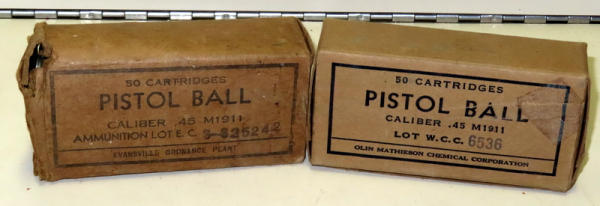 50 CARTRIDGES
PISTOL BALL
CALIBER .45 M1911
AMMUNITION LOT E.C.
EVANSVILLE ORDNANCE PLANT
50 CARTRIDGES
PISTOL BALL
CALIBER .45 M1911
LOT W.C.C. 6536
OLIN MATHIESON CHEMICAL CORPORATION